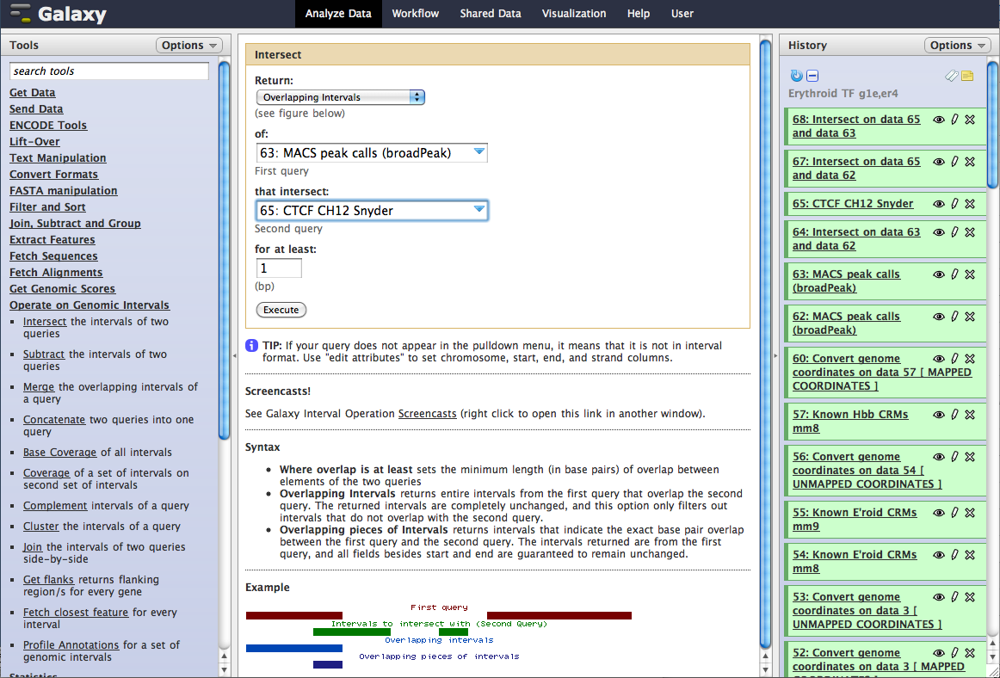 Galaxy
Analyze Data
Workflow
Shared Data
Visualization
Help
User
Tools
Options
search tools
Get Data
Send Data
ENCODE Tools
Lift-Over
Text Manipulation
Convert Formats
FASTA manipulation
Filter and Sort
Join, Subtract and Group
Extract Features
Fetch Sequences
Fetch Alignments
Get Genomic Scores
Operate on Genomic Intervals
Intersect the intervals of two
queries
Subtract the intervals of two
queries
Merge the overlapping intervals of
a query
Concatenate two queries into one
query
Base Coverage of all intervals
Coverage of a set of intervals on
second set of intervals
Complement intervals of a query
Cluster the intervals of a query
Join the intervals of two queries
side-by-side
Get flanks returns flanking
region/s for every gene
Fetch closest feature for every
interval
Profile Annotations for a set of
genomic intervals
Statistics
Intersect
Return:
Overlapping Intervals
(see figure below)
of:
63: MACS peak calls (broadPeak)
First query
that intersect:
65: CTCF CH12 Snyder
Second query
for at least:
1
(bp)
Execute
TIP: If your query does not appear in the pulldown menu, it means that it is not in interval
format. Use "edit attributes" to set chromosome, start, end, and strand columns.
Screencasts!
See Galaxy Interval Operation Screencasts (right click to open this link in another window).
Syntax
• Where overlap is at least sets the minimum length (in base pairs) of overlap between
elements of the two queries
• Overlapping Intervals returns entire intervals from the first query that overlap the second
query. The returned intervals are completely unchanged, and this option only filters out
intervals that do not overlap with the second query.
• Overlapping pieces of Intervals returns intervals that indicate the exact base pair overlap
between the first query and the second query. The intervals returned are from the first
query, and all fields besides start and end are guaranteed to remain unchanged.
Example
First query
Intervals to intersect with (Second Query)
Overlapping intervals
Overlapping pieces of intervals
History
Options
Erythroid TF g1e,er4
68: Intersect on data 65
and data 63
67: Intersect on data 65
and data 62
65: CTCF CH12 Snyder
64: Intersect on data 63
and data 62
63: MACS peak calls
(broadPeak)
62: MACS peak calls
(broadPeak)
60: Convert genome
coordinates on data 57 [ MAPPED
COORDINATES ]
57: Known Hbb CRMs
mm8
56: Convert genome
coordinates on data 54 [
UNMAPPED COORDINATES ]
55: Known E'roid CRMs
mm9
54: Known E'roid CRMs
mm8
53: Convert genome
coordinates on data 3 [
UNMAPPED COORDINATES ]
52: Convert genome
coordinates on data 3 [ MAPPED
COORDINATES ]